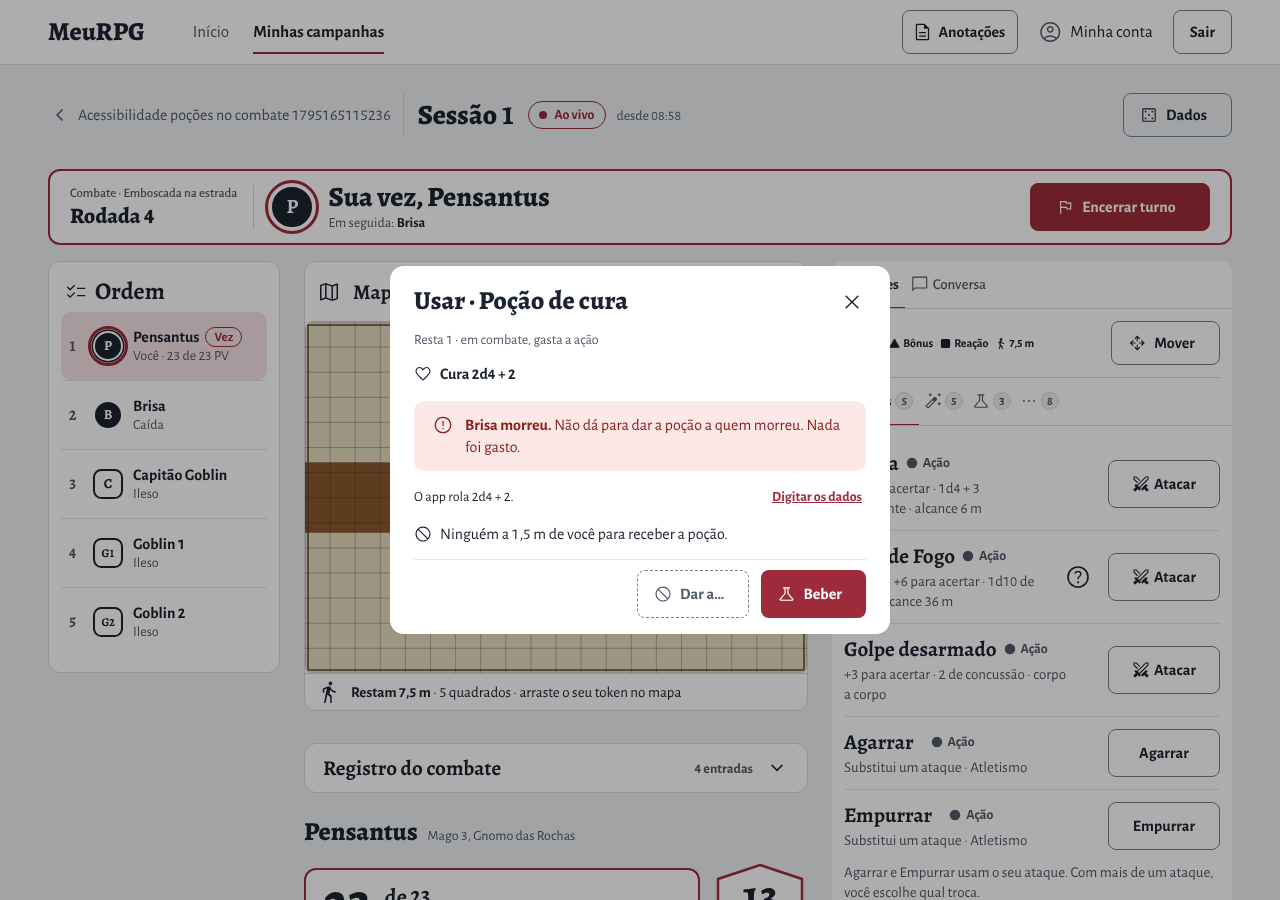 MeuRPG
Início
Minhas campanhas
Anotações
Minha conta
Sair
Acessibilidade poções no combate 1795165115236
Sessão 1
Ao vivo
desde 08:58
Dados
Combate · Emboscada na estrada
Rodada 4
P
Sua vez, Pensantus
Em seguida: Brisa
Encerrar turno
Ordem
1
P
Pensantus
Vez
Você · 23 de 23 PV
2
B
Brisa
Caída
3
C
Capitão Goblin
Ileso
4
G1
Goblin 1
Ileso
5
G2
Goblin 2
Ileso
Usar · Poção de cura
Resta 1 · em combate, gasta a ação
Cura 2d4 + 2
Brisa morreu. Não dá para dar a poção a quem morreu. Nada
foi gasto.
O app rola 2d4 + 2.
Digitar os dados
Ninguém a 1,5 m de você para receber a poção.
Dar a...
Beber
Restam 7,5 m · 5 quadrados · arraste o seu token no mapa
Registro do combate
4 entradas
Pensantus
Mago 3, Gnomo das Rochas
de 23
13
Conversa
Bônus
Reação
7,5 m
Mover
5
5
3
8
Ação
acertar · 1d4 + 3
alcance 6 m
Atacar
de Fogo
Ação
+6 para acertar · 1d10 de
36 m
Atacar
Golpe desarmado
Ação
+3 para acertar · 2 de concussão · corpo
a corpo
Atacar
Agarrar
Ação
Substitui um ataque · Atletismo
Agarrar
Empurrar
Ação
Substitui um ataque · Atletismo
Empurrar
Agarrar e Empurrar usam o seu ataque. Com mais de um ataque,
você escolhe qual troca.